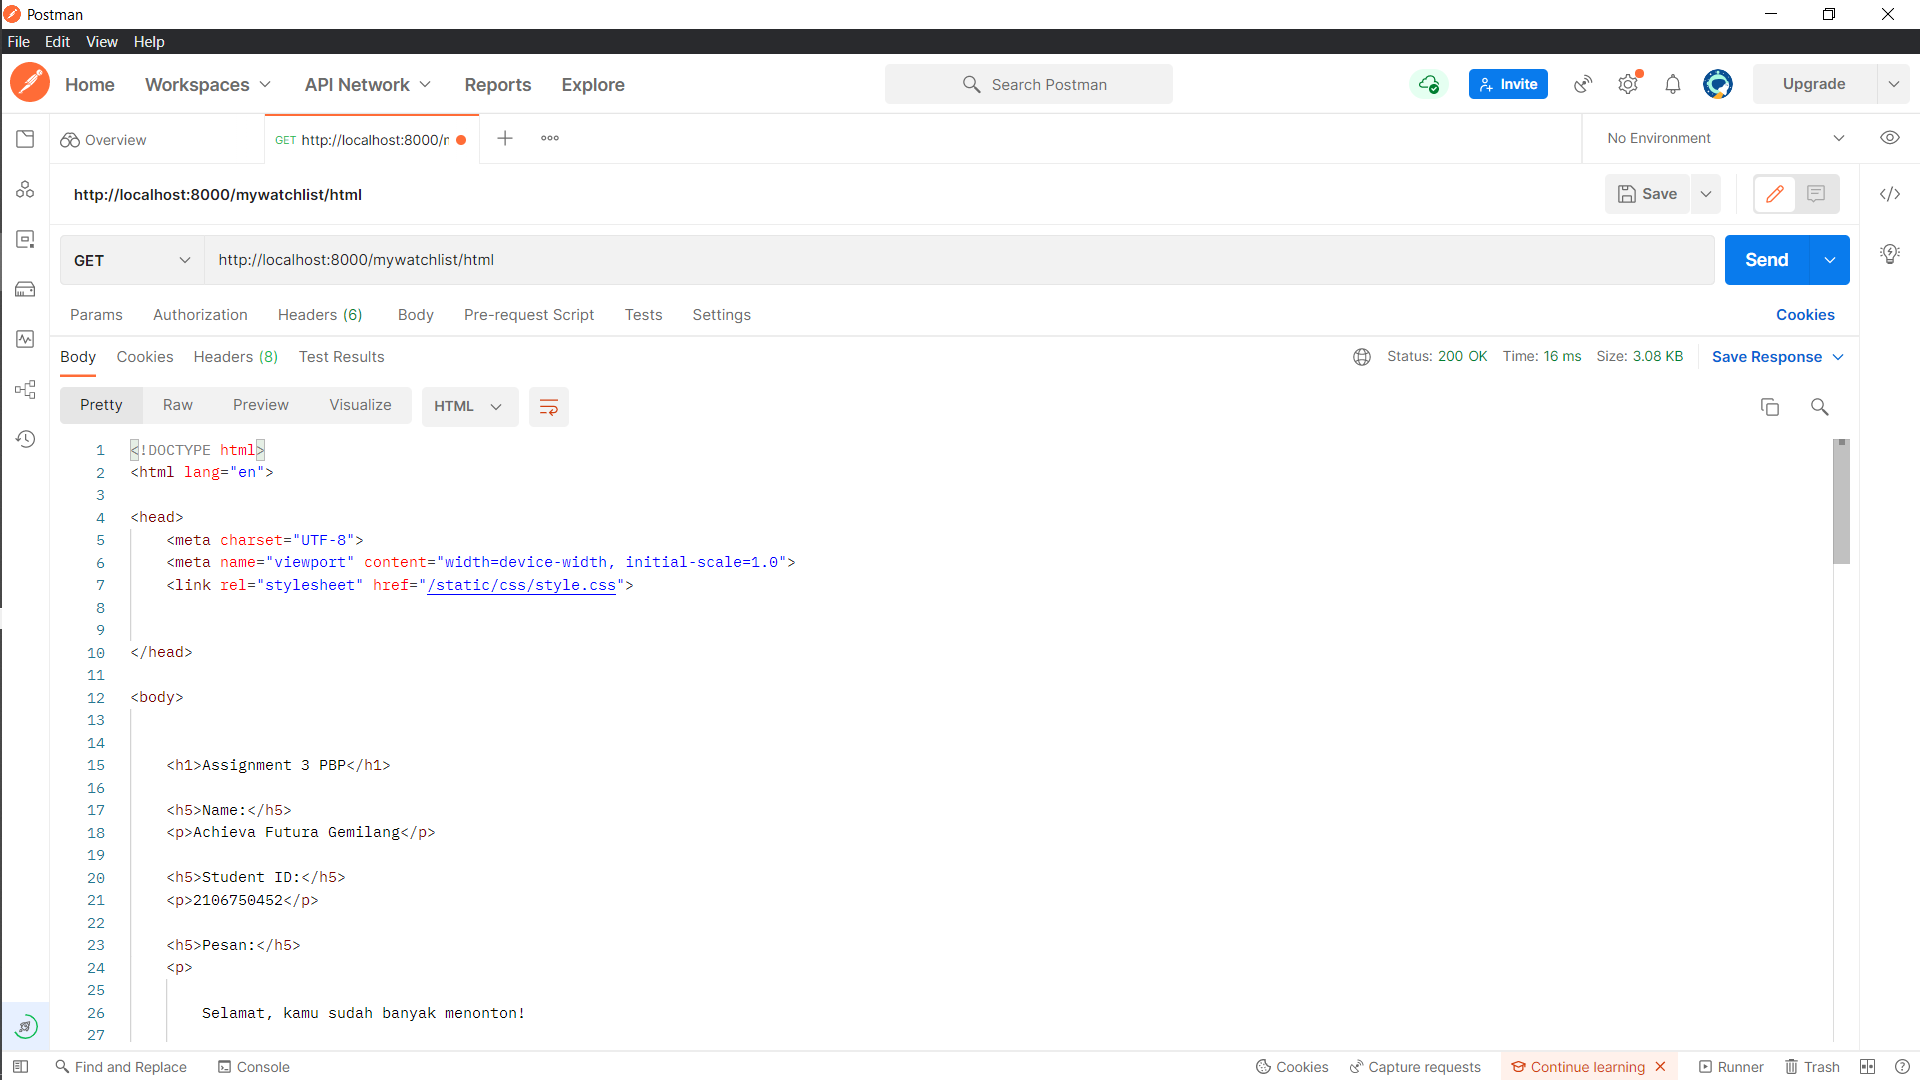 Postman
File Edit View Help
Home Workspaces API Network Reports Explore Search Postman Invite Upgrade
Overview GET http://localhost:8000/ No Environment
http://localhost:8000/mywatchlist/html Save
GET http://localhost:8000/mywatchlist/html Send
Params Authorization Headers (6) Body Pre-request Script Tests Settings Cookies
Body Cookies Headers (8) Test Results Status: 200 OK Time: 16 ms Size: 3.08 KB Save Response
Pretty Raw Preview Visualize HTML
1 <!DOCTYPE html>
2 <html lang="en">
3
4 <head>
5 <meta charset="UTF-8">
6 <meta name="viewport" content="width=device-width, initial-scale=1.0">
7 <link rel="stylesheet" href="/static/css/style.css">
8
9
10 </head>
11
12 <body>
13
14
15 <h1>Assignment 3 PBP</h1>
16
17 <h5>Name:</h5>
18 <p>Achieva Futura Gemilang</p>
19
20 <h5>Student ID:</h5>
21 <p>2106750452</p>
22
23 <h5>Pesan:</h5>
24 <p>
25
26 Selamat, kamu sudah banyak menonton!
27
Find and Replace Console Cookies Capture requests Continue learning Runner Trash